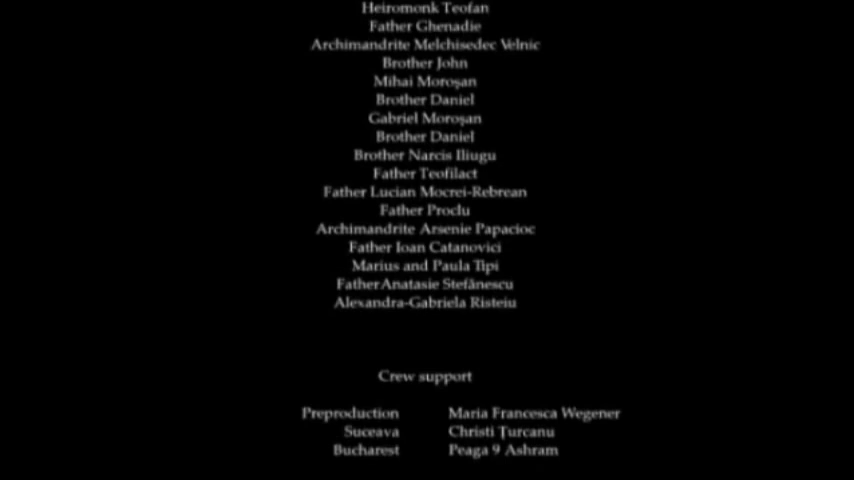 Heiromonk Teofan
Father Ghenadie
Archimandrite Melchisedec Velnic
Brother John
Mihai Moroşan
Brother Daniel
Gabriel Moroşan
Brother Daniel
Brother Narcis Iliugu
Father Teofilact
Father Lucian Mocrei-Rebrean
Father Proclu
Archimandrite Arsenie Papacioc
Father Ioan Catanovici
Marius and Paula Tipi
Father Anatasie Stefănescu
Alexandra-Gabriela Risteiu
Crew support
Preproduction Maria Francesca Wegener
Suceava Christi Ţurcanu
Bucharest Peaga 9 Ashram